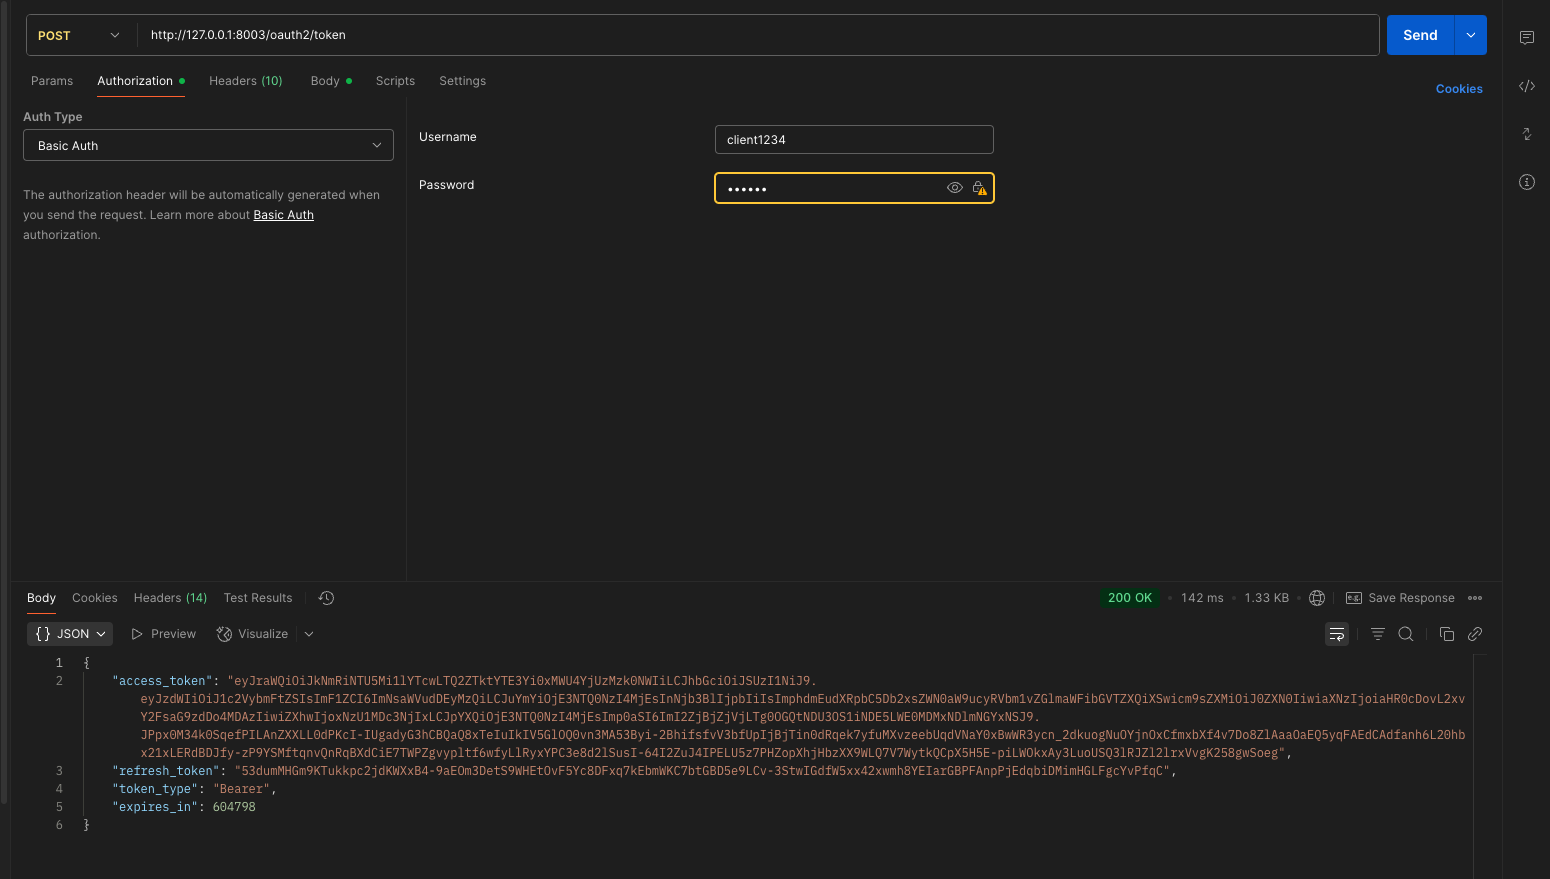 POST
http://127.0.0.1:8003/oauth2/token
Send
Params Authorization Headers (10) Body Scripts Settings
Cookies
Auth Type
Basic Auth
The authorization header will be automatically generated when
you send the request. Learn more about Basic Auth
authorization.
Username
client1234
Password
••••••
Body Cookies Headers (14) Test Results
200 OK • 142 ms • 1.33 KB • Save Response
{} JSON Preview Visualize
1 {
2 "access_token": "eyJraWQiOiJkNmRiNTU5Mi1lYTcwLTQ2ZTktYTE3Yi0xMWU4YjUzMzk0NWIiLCJhbGciOiJSUzI1NiJ9.
eyJzdWIiOiJ1c2VybmFtZSIsImF1ZCI6ImNsaWVudDEyMzQiLCJuYmYiOjE3NTQ0NzI4MjEsInNjb3BlIjpbIiIsImphdmEudXRpbC5Db2xsZWN0aW9ucyRVbm1vZGlmaWFibGVTZXQiXSwicm9sZXMiOiJ0ZXN0IiwiaXNzIjoiaHR0cDovL2xv
Y2FsaG9zdDo4MDAzIiwiZXhwIjoxNzU1MDc3NjIxLCJpYXQiOjE3NTQ0NzI4MjEsImp0aSI6ImI2ZjBjZjVjLTg0OGQtNDU3OS1iNDE5LWE0MDMxNDlmNGYxNSJ9.
JPpx0M34k0SqefPILAnZXXLL0dPKcI-IUgadyG3hCBQaQ8xTeIuIkIV5GlOQ0vn3MA53Byi-2BhifsfvV3bfUpIjBjTin0dRqek7yfuMXvzeebUqdVNaY0xBwWR3ycn_2dkuogNuOYjnOxCfmxbXf4v7Do8ZlAaaOaEQ5yqFAEdCAdfanh6L20hb
x21xLERdBDJfy-zP9YSMftqnvQnRqBXdCiE7TWPZgvypltf6wfyLlRyxYPC3e8d2lSusI-64I2ZuJ4IPELU5z7PHZopXhjHbzXX9WLQ7V7WytkQCpX5H5E-piLWOkxAy3LuoUSQ3lRJZl2lrxVvgK258gwSoeg",
3 "refresh_token": "53dumMHGm9KTukkpc2jdKWXxB4-9aEOm3DetS9WHEtOvF5Yc8DFxq7kEbmWKC7btGBD5e9LCv-3StwIGdfW5xx42xwmh8YEIarGBPFAnpPjEdqbiDMimHGLFgcYvPfqC",
4 "token_type": "Bearer",
5 "expires_in": 604798
6 }